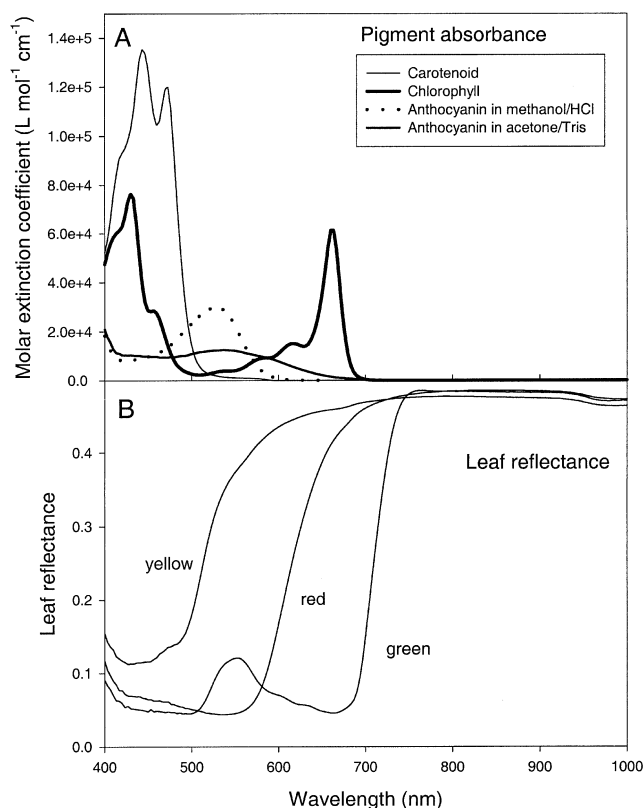 A
Pigment absorbance
Carotenoid
Chlorophyll
Anthocyanin in methanol/HCl
Anthocyanin in acetone/Tris
Molar extinction coefficient (L mol⁻¹ cm⁻¹)
1.4e+5
1.2e+5
1.0e+5
8.0e+4
6.0e+4
4.0e+4
2.0e+4
0.0
B
Leaf reflectance
Leaf reflectance
0.4
0.3
0.2
0.1
0.0
yellow
red
green
400 500 600 700 800 900 1000
Wavelength (nm)